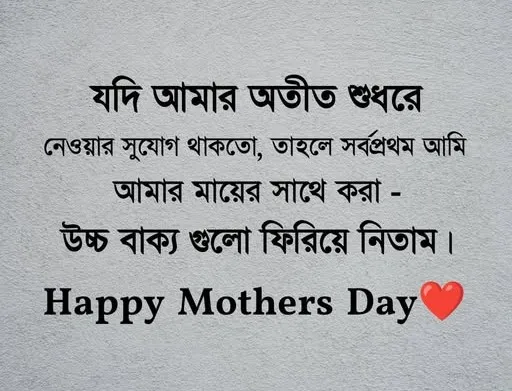 যদি আমার অতীত শুধরে
নেওয়ার সুযোগ থাকতো, তাহলে সর্বপ্রথম আমি
আমার মায়ের সাথে করা -
উচ্চ বাক্য গুলো ফিরিয়ে নিতাম।
Happy Mothers Day❤️